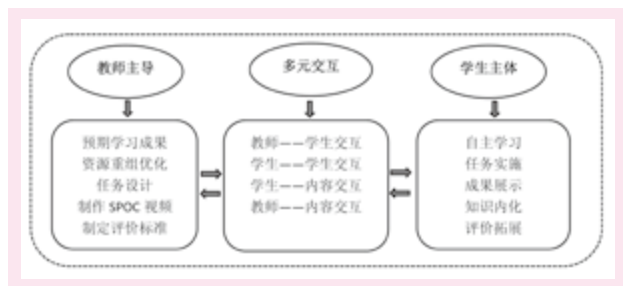 教师主导
多元交互
学生主体
预期学习成果
资源重组优化
任务设计
制作 SPOC 视频
制定评价标准
教师——学生交互
学生——学生交互
学生——内容交互
教师——内容交互
自主学习
任务实施
成果展示
知识内化
评价拓展